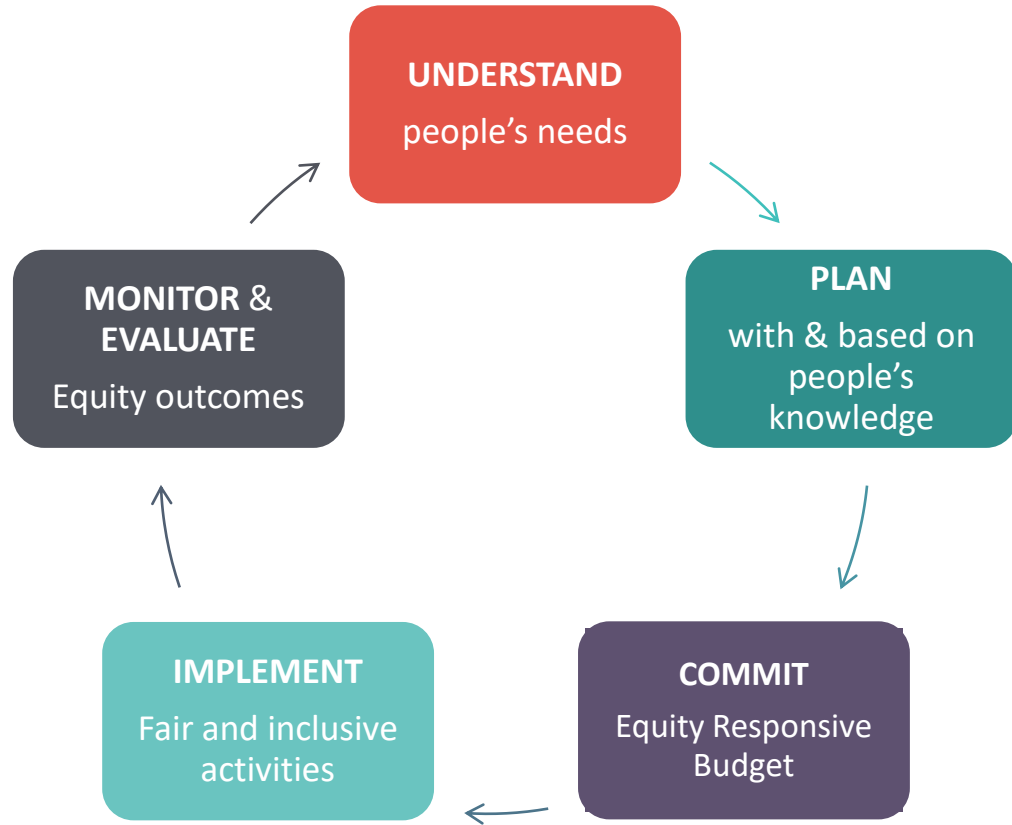 UNDERSTAND
people’s needs
PLAN
with & based on
people’s
knowledge
COMMIT
Equity Responsive
Budget
IMPLEMENT
Fair and inclusive
activities
MONITOR &
EVALUATE
Equity outcomes